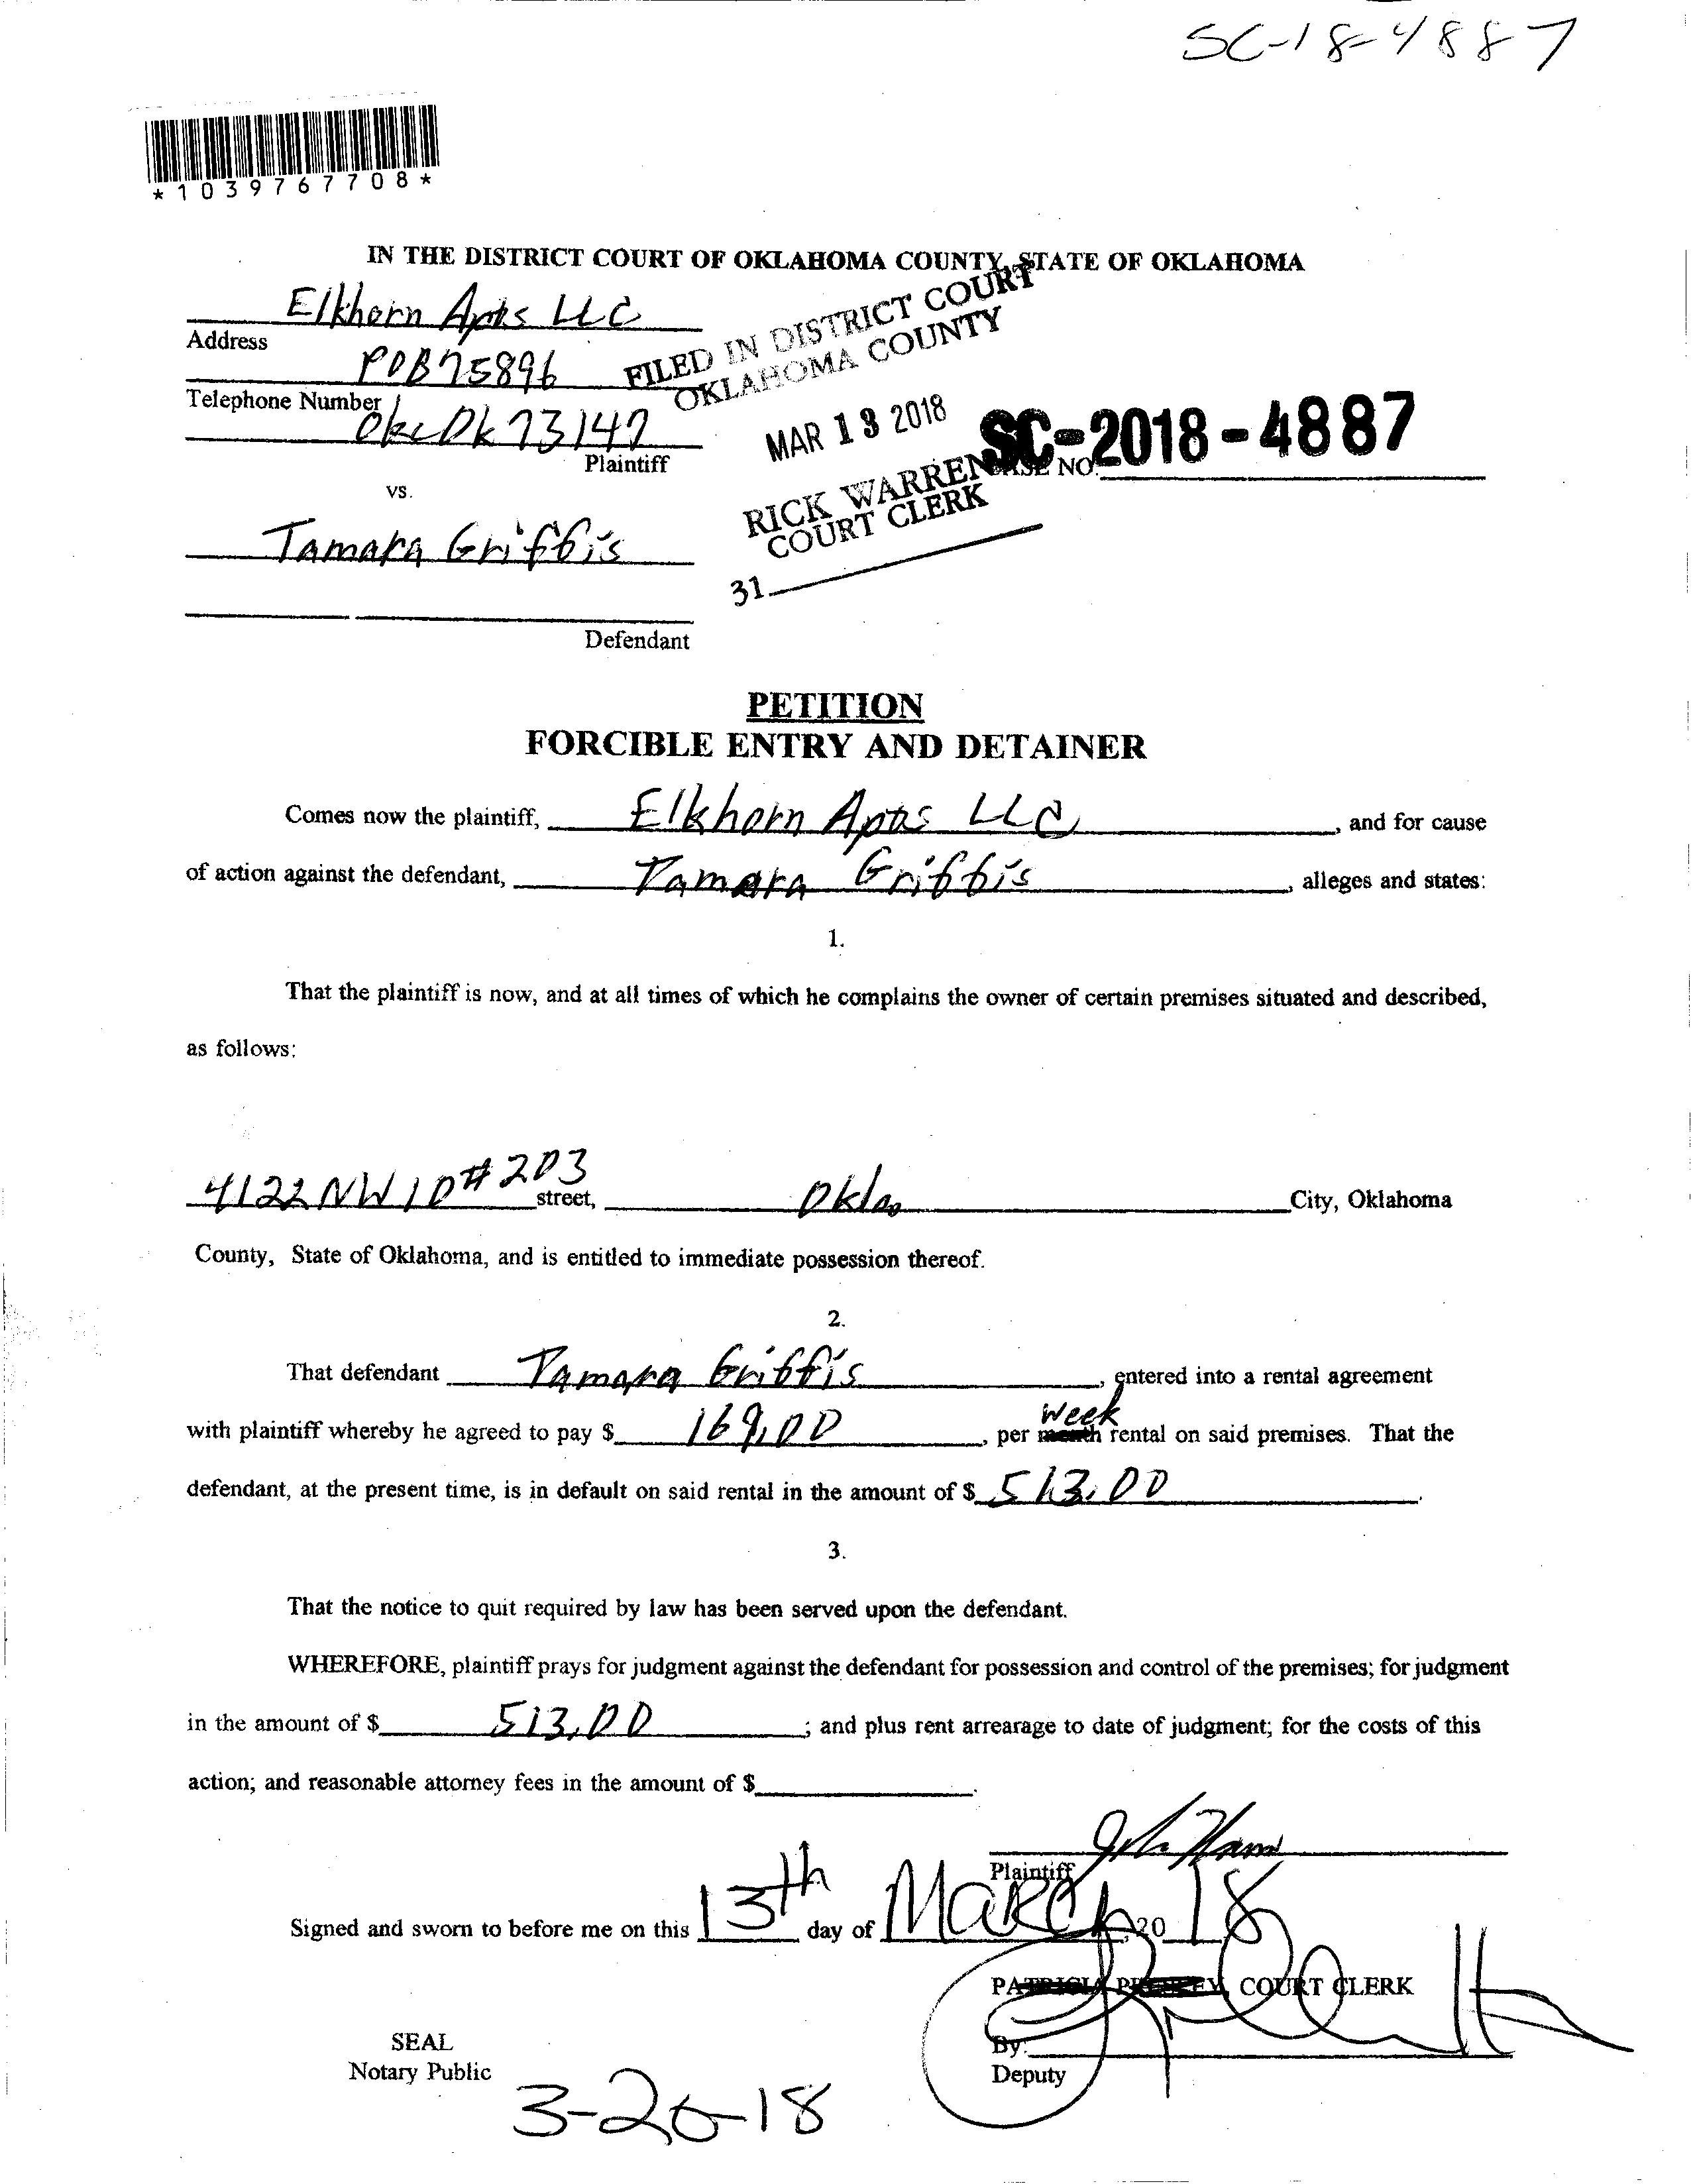 SC-18-4887
*1039767708*
IN THE DISTRICT COURT OF OKLAHOMA COUNTY, STATE OF OKLAHOMA
Elkhorn Apts LLC
Address
POB 75896
Telephone Number
Okc Ok 73147
Plaintiff
FILED IN DISTRICT COURT
OKLAHOMA COUNTY
MAR 13 2018
RICK WARREN
COURT CLERK
31
CASE NO. SC-2018-4887
vs.
Tamara Griffis
Defendant
PETITION
FORCIBLE ENTRY AND DETAINER
Comes now the plaintiff, Elkhorn Apts LLC, and for cause
of action against the defendant, Tamara Griffis, alleges and states:
1.
That the plaintiff is now, and at all times of which he complains the owner of certain premises situated and described,
as follows:
4122 NW 10 #203 street, Okla City, Oklahoma
County, State of Oklahoma, and is entitled to immediate possession thereof.
2.
That defendant Tamara Griffis, entered into a rental agreement
with plaintiff whereby he agreed to pay $ 169.00, per month week rental on said premises. That the
defendant, at the present time, is in default on said rental in the amount of $ 513.00.
3.
That the notice to quit required by law has been served upon the defendant.
WHEREFORE, plaintiff prays for judgment against the defendant for possession and control of the premises; for judgment
in the amount of $ 513.00; and plus rent arrearage to date of judgment; for the costs of this
action; and reasonable attorney fees in the amount of $.
Plaintiff
Signed and sworn to before me on this 13th day of March, 2018
PATRICIA PRESLEY, COURT CLERK
By:
Deputy
SEAL
Notary Public
3-26-18